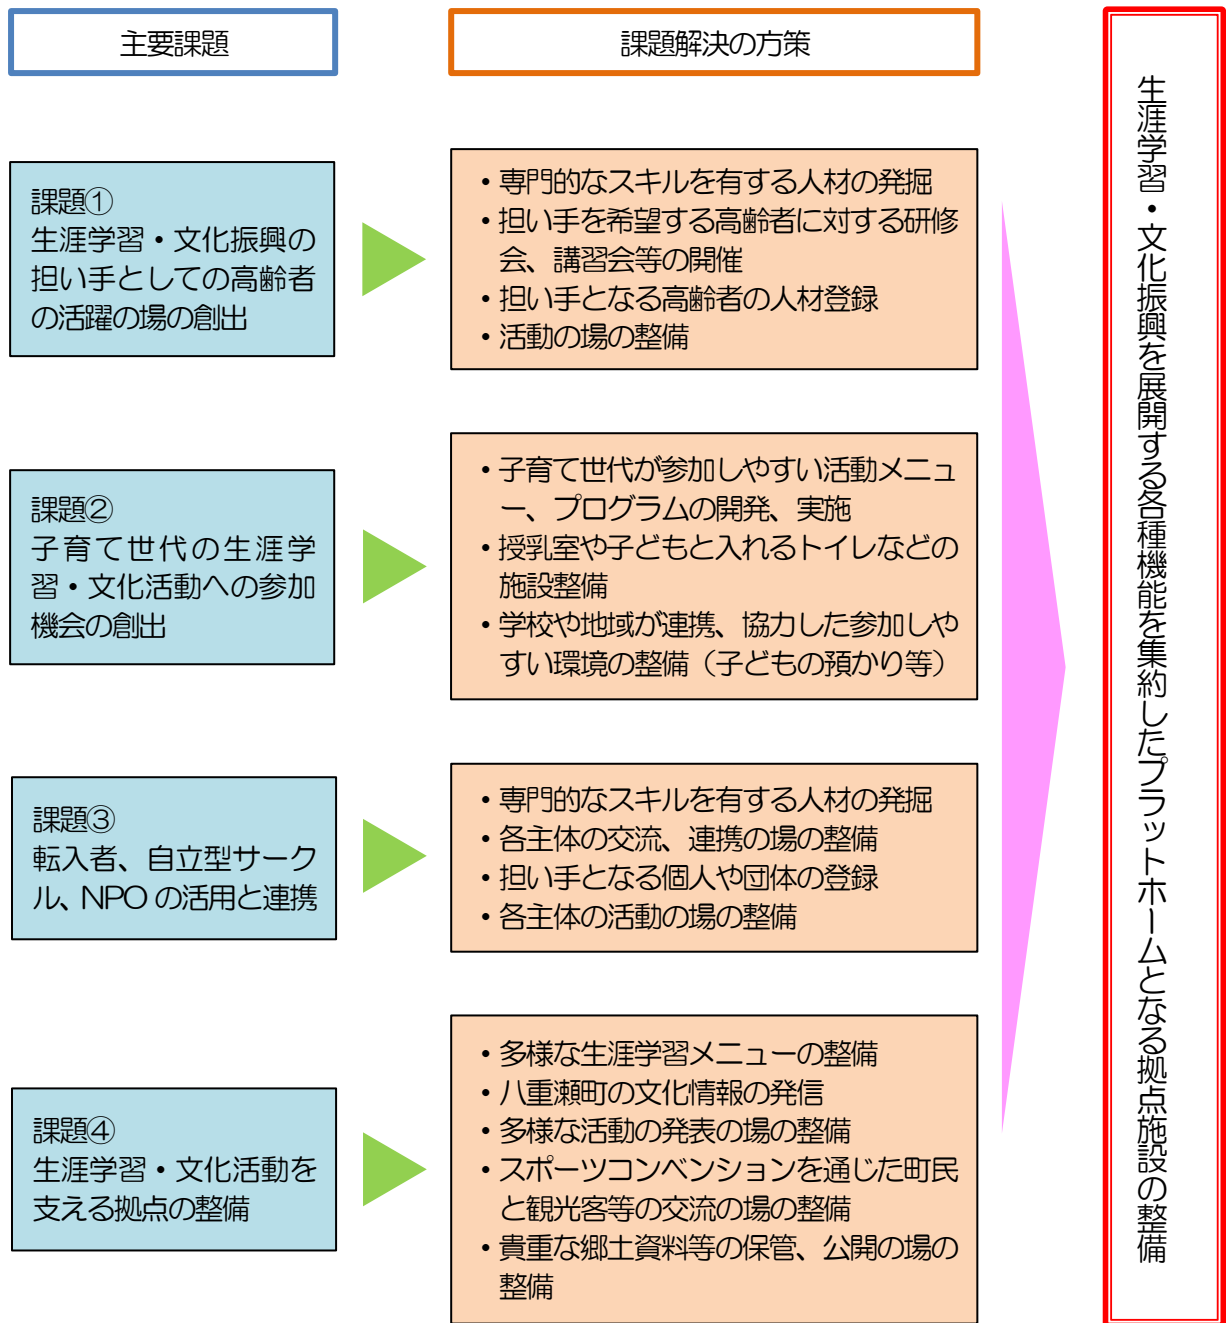 主要課題
課題解決の方策
課題①
生涯学習・文化振興の
担い手としての高齢者
の活躍の場の創出
・専門的なスキルを有する人材の発掘
・担い手を希望する高齢者に対する研修
会、講習会等の開催
・担い手となる高齢者の人材登録
・活動の場の整備
課題②
子育て世代の生涯学
習・文化活動への参加
機会の創出
・子育て世代が参加しやすい活動メニュ
ー、プログラムの開発、実施
・授乳室や子どもと入れるトイレなどの
施設整備
・学校や地域が連携、協力した参加しや
すい環境の整備（子どもの預かり等）
課題③
転入者、自立型サーク
ル、NPO の活用と連携
・専門的なスキルを有する人材の発掘
・各主体の交流、連携の場の整備
・担い手となる個人や団体の登録
・各主体の活動の場の整備
課題④
生涯学習・文化活動を
支える拠点の整備
・多様な生涯学習メニューの整備
・八重瀬町の文化情報の発信
・多様な活動の発表の場の整備
・スポーツコンベンションを通じた町民
と観光客等の交流の場の整備
・貴重な郷土資料等の保管、公開の場の
整備
生涯学習・文化振興を展開する各種機能を集約したプラットホームとなる拠点施設の整備